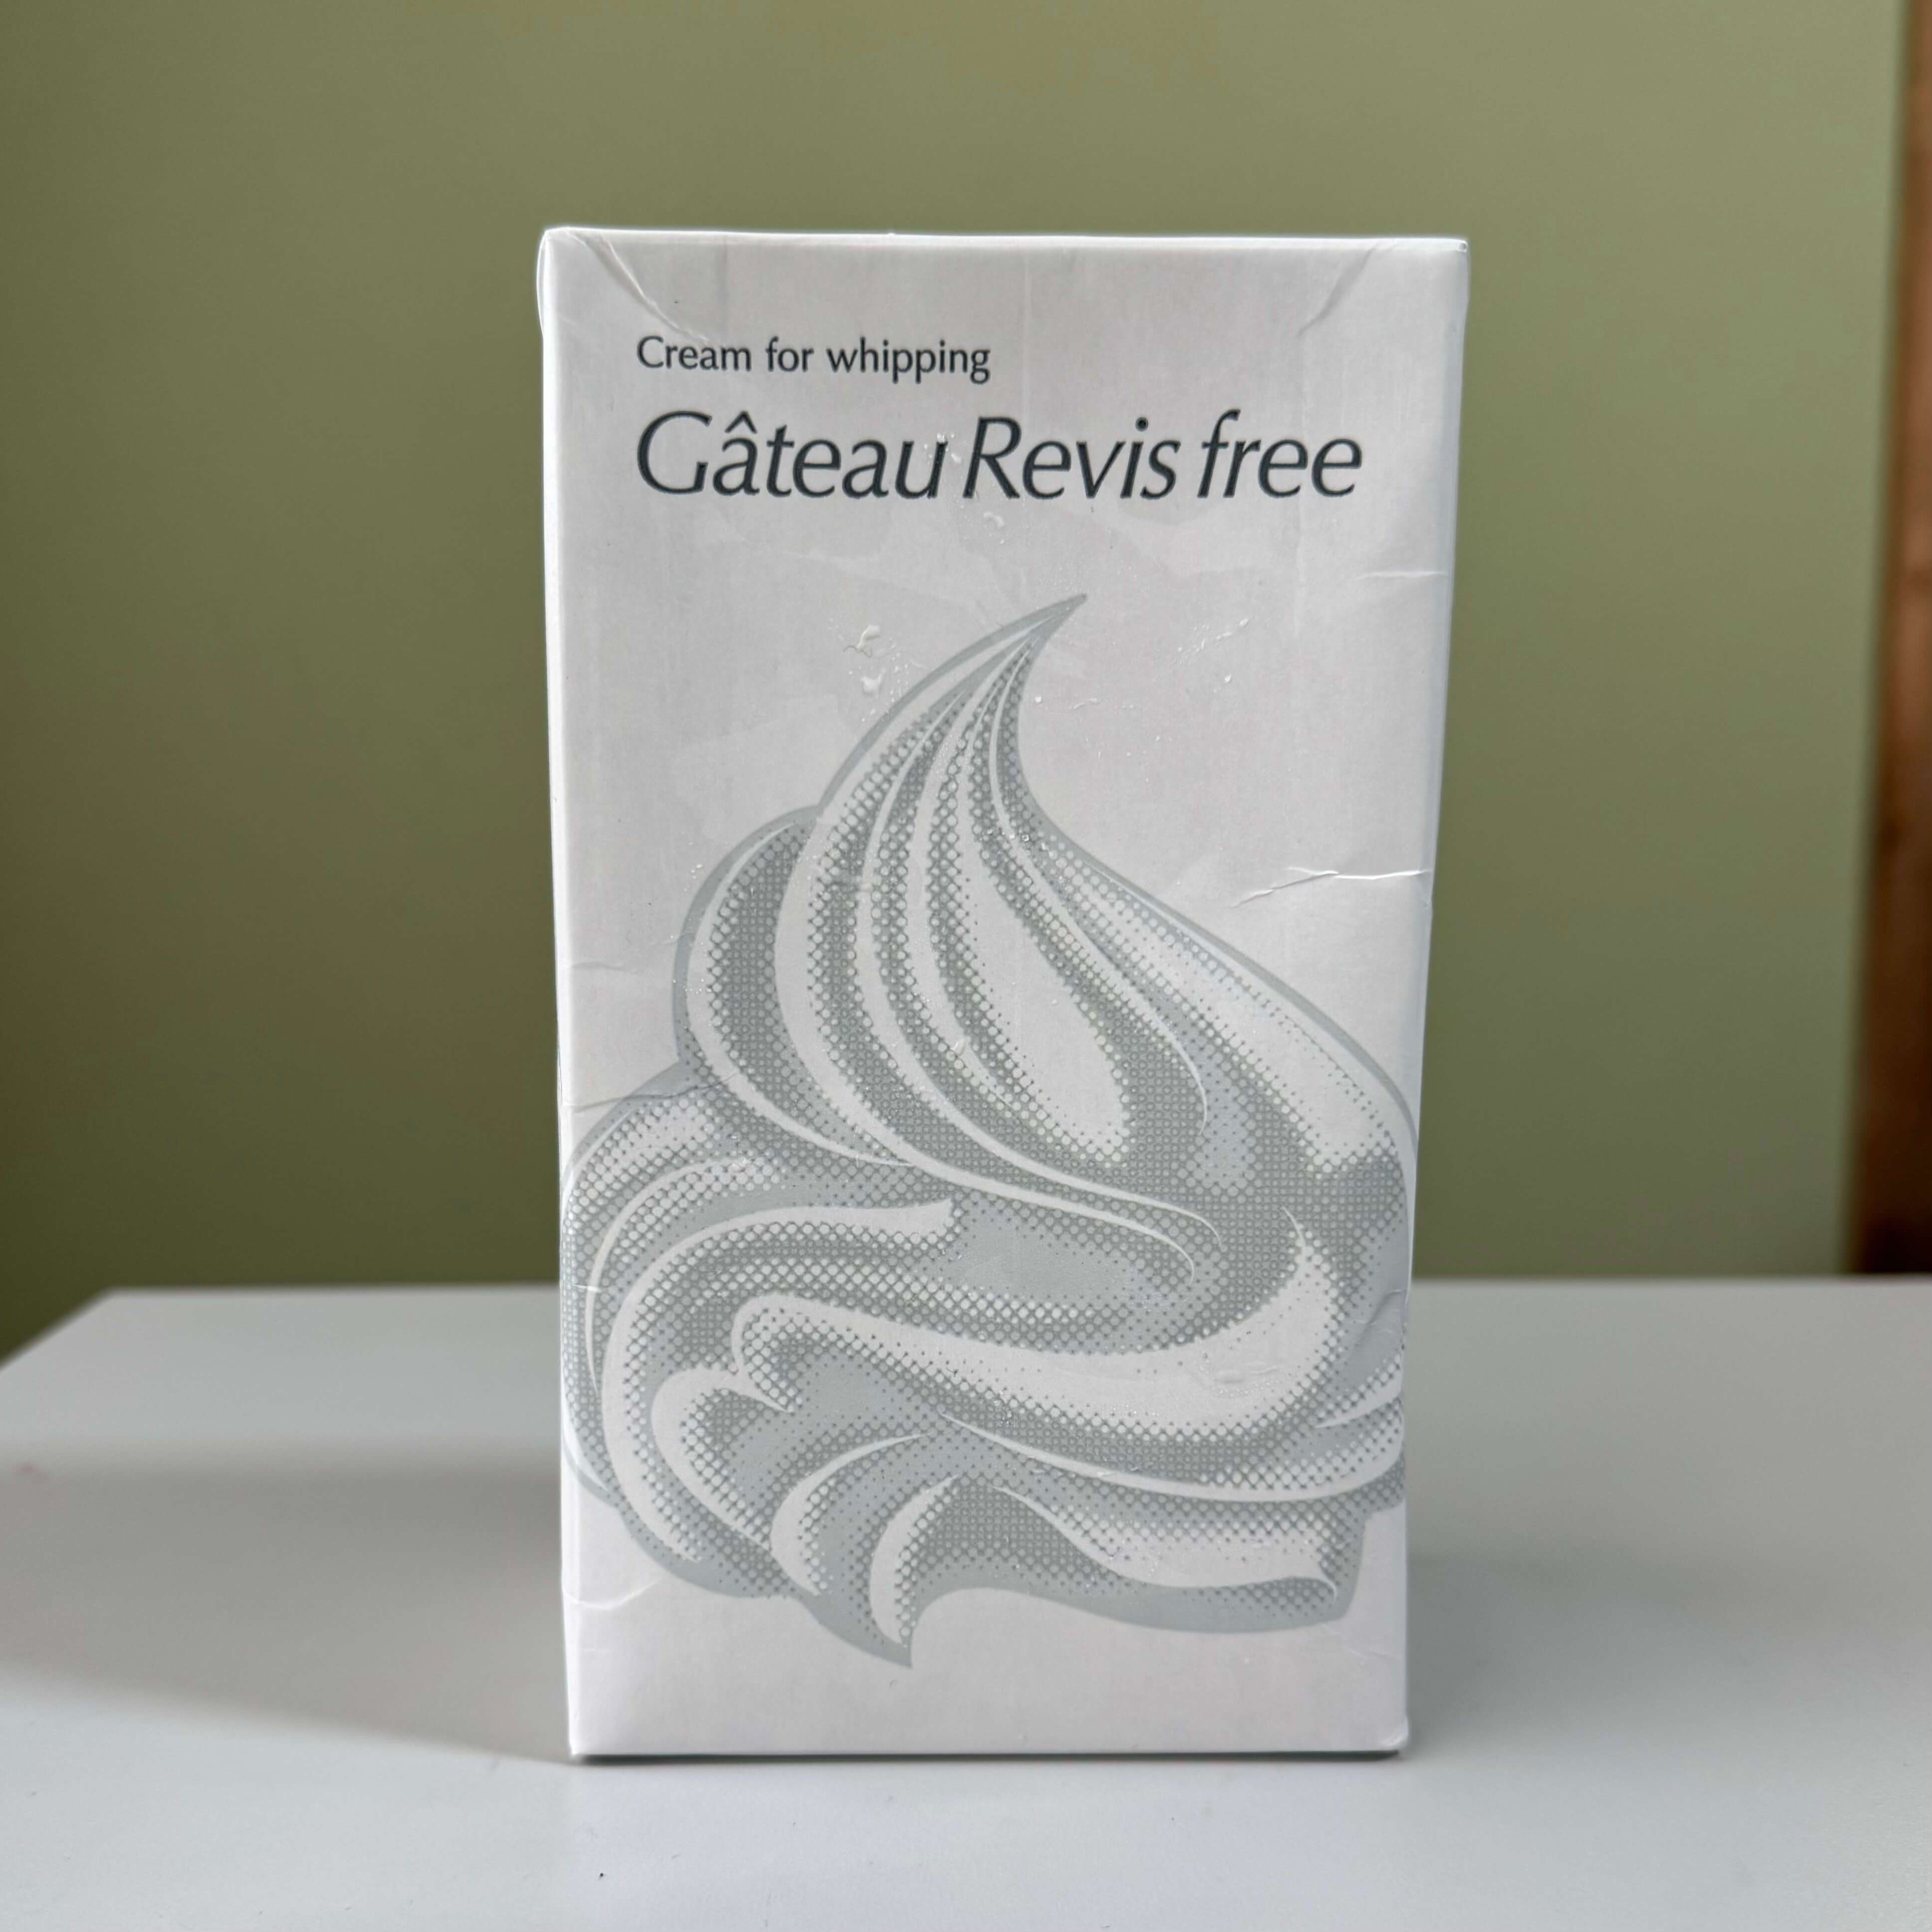 Cream for whipping
Gâteau Revis free